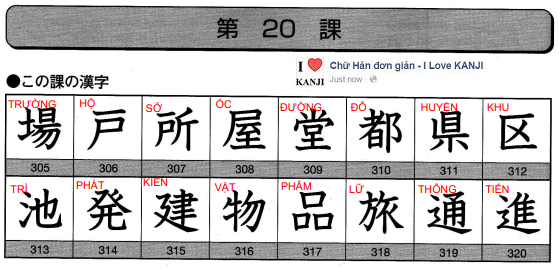 第 20 課
I ❤
KANJI
Chữ Hán đơn giản - I Love KANJI
Just now
●この課の漢字
TRƯỜNG HỘ SỞ ỐC ĐƯỜNG ĐÔ HUYỆN KHU
場 戸 所 屋 堂 都 県 区
305 306 307 308 309 310 311 312
TRÌ PHÁT KIẾN VẬT PHẨM LỮ THÔNG TIẾN
池 発 建 物 品 旅 通 進
313 314 315 316 317 318 319 320